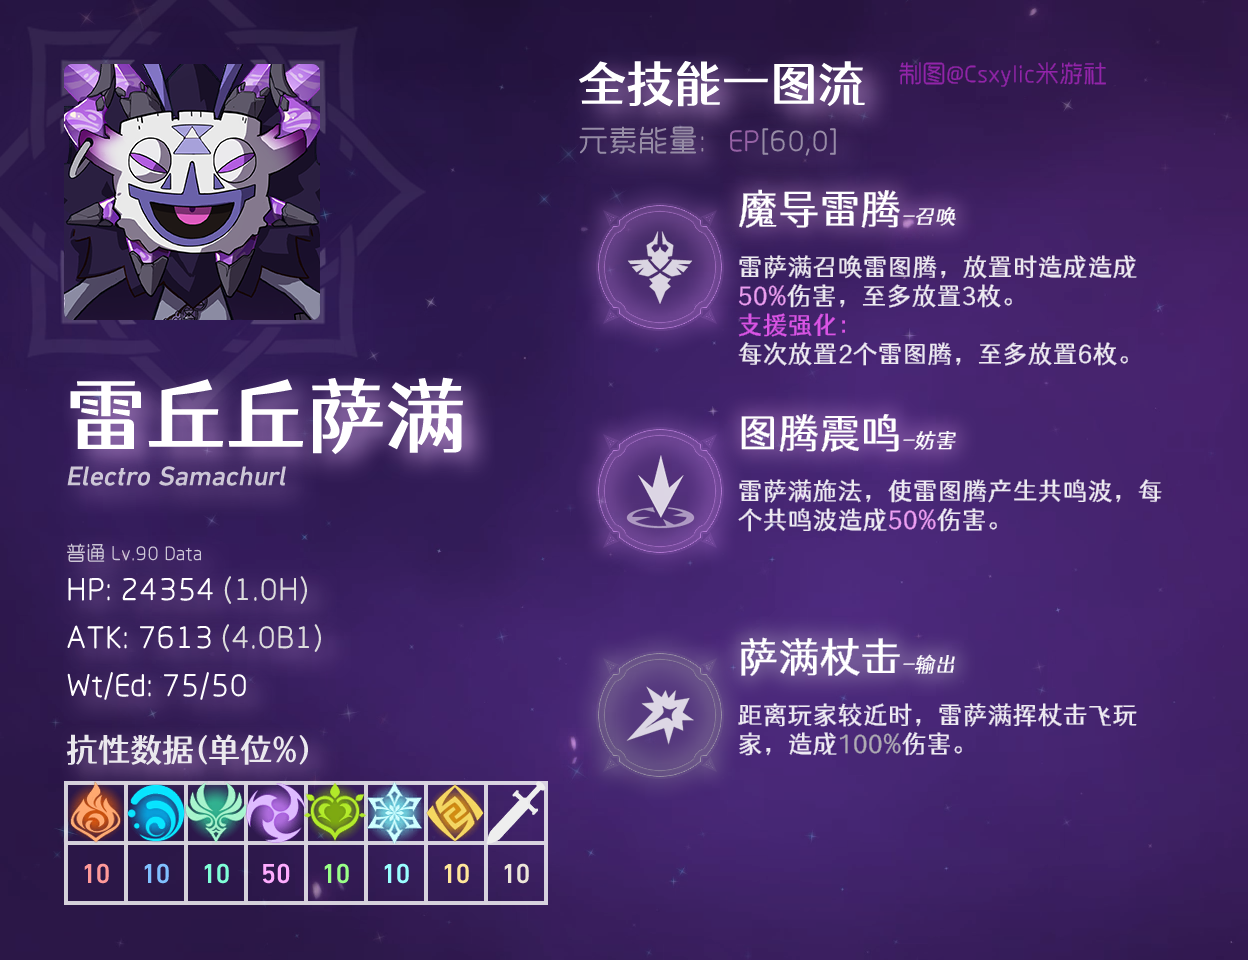 全技能一图流
制图@Csxylic米游社
元素能量: EP[60,0]
魔导雷腾-召唤
雷萨满召唤雷图腾，放置时造成造成
50%伤害，至多放置3枚。
支援强化：
每次放置2个雷图腾，至多放置6枚。
雷丘丘萨满
Electro Samachurl
图腾震鸣-妨害
雷萨满施法，使雷图腾产生共鸣波，每
个共鸣波造成50%伤害。
普通 Lv.90 Data
HP: 24354 (1.0H)
ATK: 7613 (4.0B1)
Wt/Ed: 75/50
萨满杖击-输出
距离玩家较近时，雷萨满挥杖击飞玩
家，造成100%伤害。
抗性数据(单位%)
10 10 10 50 10 10 10 10